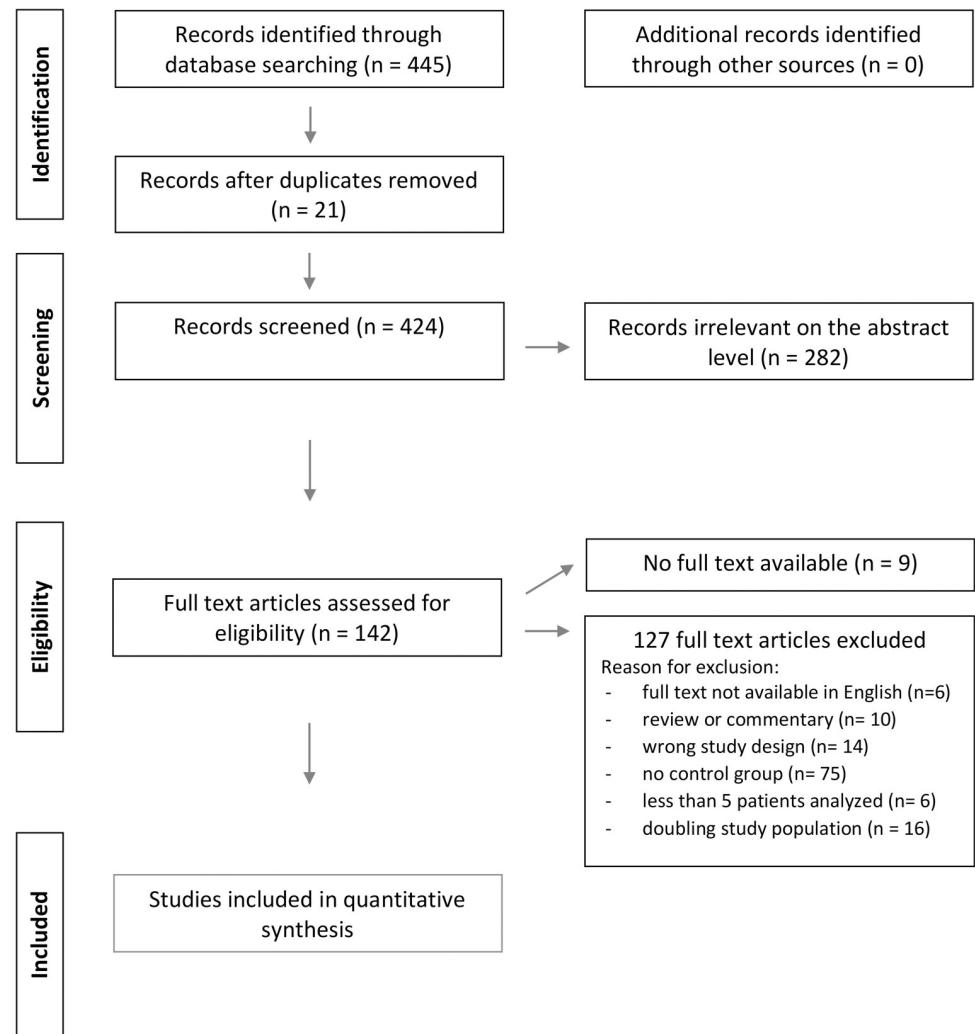 Identification
Records identified through
database searching (n = 445)
Additional records identified
through other sources (n = 0)
Records after duplicates removed
(n = 21)
Screening
Records screened (n = 424)
Records irrelevant on the abstract
level (n = 282)
Eligibility
Full text articles assessed for
eligibility (n = 142)
No full text available (n = 9)
127 full text articles excluded
Reason for exclusion:
- full text not available in English (n=6)
- review or commentary (n= 10)
- wrong study design (n= 14)
- no control group (n= 75)
- less than 5 patients analyzed (n= 6)
- doubling study population (n = 16)
Included
Studies included in quantitative
synthesis